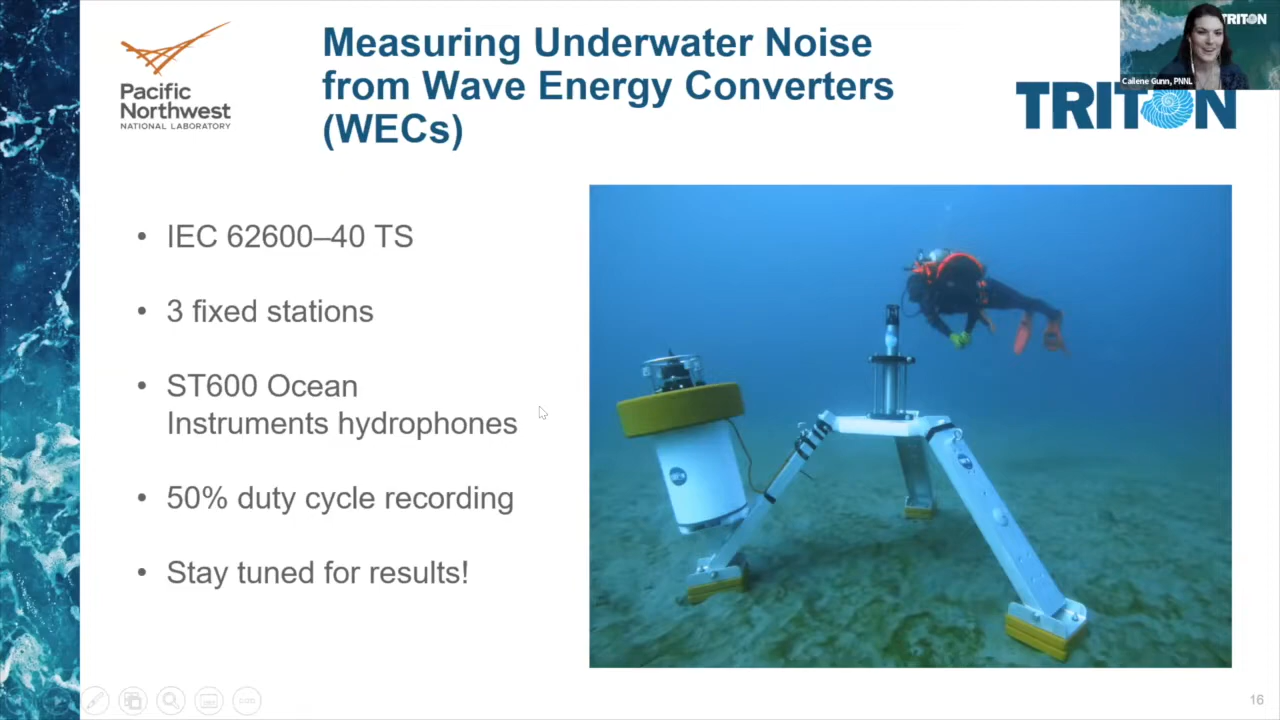 Measuring Underwater Noise
from Wave Energy Converters
(WECs)
Pacific
Northwest
NATIONAL LABORATORY
TRITON
Cailene Gunn, PNNL
TRITON
• IEC 62600–40 TS
• 3 fixed stations
• ST600 Ocean
Instruments hydrophones
• 50% duty cycle recording
• Stay tuned for results!
16